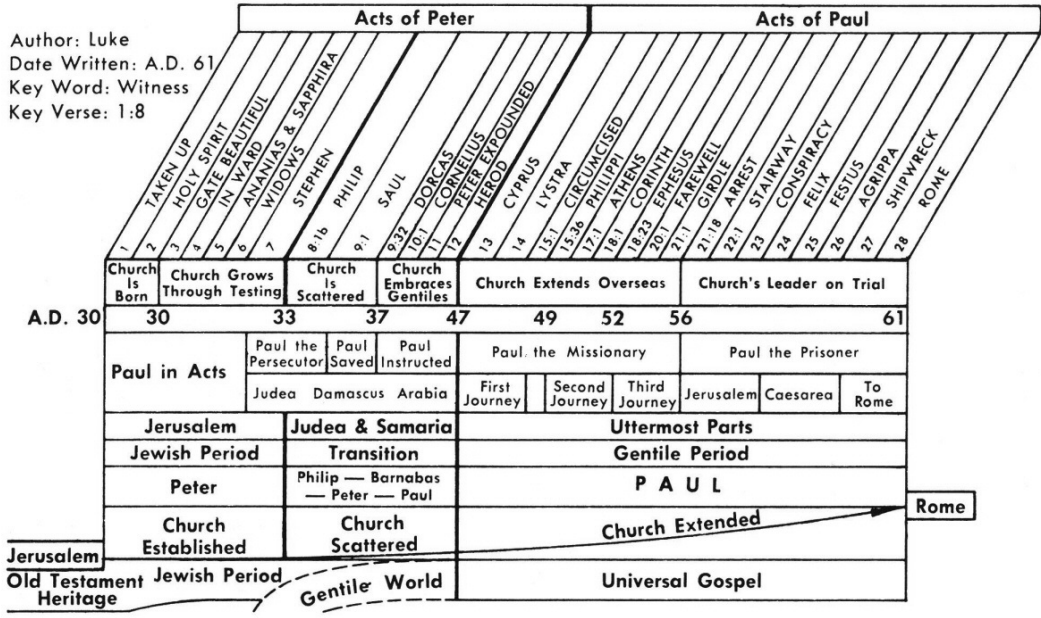 Acts of Peter
Acts of Paul
Author: Luke
Date Written: A.D. 61
Key Word: Witness
Key Verse: 1:8
TAKEN UP
HOLY SPIRIT
GATE BEAUTIFUL
IN WARD
ANANIAS & SAPPHIRA
WIDOWS
STEPHEN
PHILIP
SAUL
DORCAS
CORNELIUS
PETER EXPOUNDED
HEROD
CYPRUS
LYSTRA
CIRCUMCISED
PHILIPPI
ATHENS
CORINTH
EPHESUS
FAREWELL
GIRDLE
ARREST
STAIRWAY
CONSPIRACY
FELIX
FESTUS
AGRIPPA
SHIPWRECK
ROME
1 2 3 4 5 6 7 8:1b 9:1 9:32 10:1 11 12 13 14 15:1 15:36 17:1 18:1 18:23 20:1 21:1 21:18 22:1 23 24 25 26 27 28
Church
Is
Born
Church Grows
Through Testing
Church
Is
Scattered
Church
Embraces
Gentiles
Church Extends Overseas
Church's Leader on Trial
A.D. 30 30 33 37 47 49 52 56 61
Paul in Acts
Paul the
Persecutor
Paul
Saved
Paul
Instructed
Paul the Missionary
Paul the Prisoner
Judea Damascus Arabia
First
Journey
Second
Journey
Third
Journey
Jerusalem
Caesarea
To
Rome
Jerusalem
Judea & Samaria
Uttermost Parts
Jewish Period
Transition
Gentile Period
Peter
Philip — Barnabas
— Peter — Paul
PAUL
Rome
Church
Established
Church
Scattered
Church Extended
Jerusalem
Old Testament
Heritage
Jewish Period
Gentile World
Universal Gospel